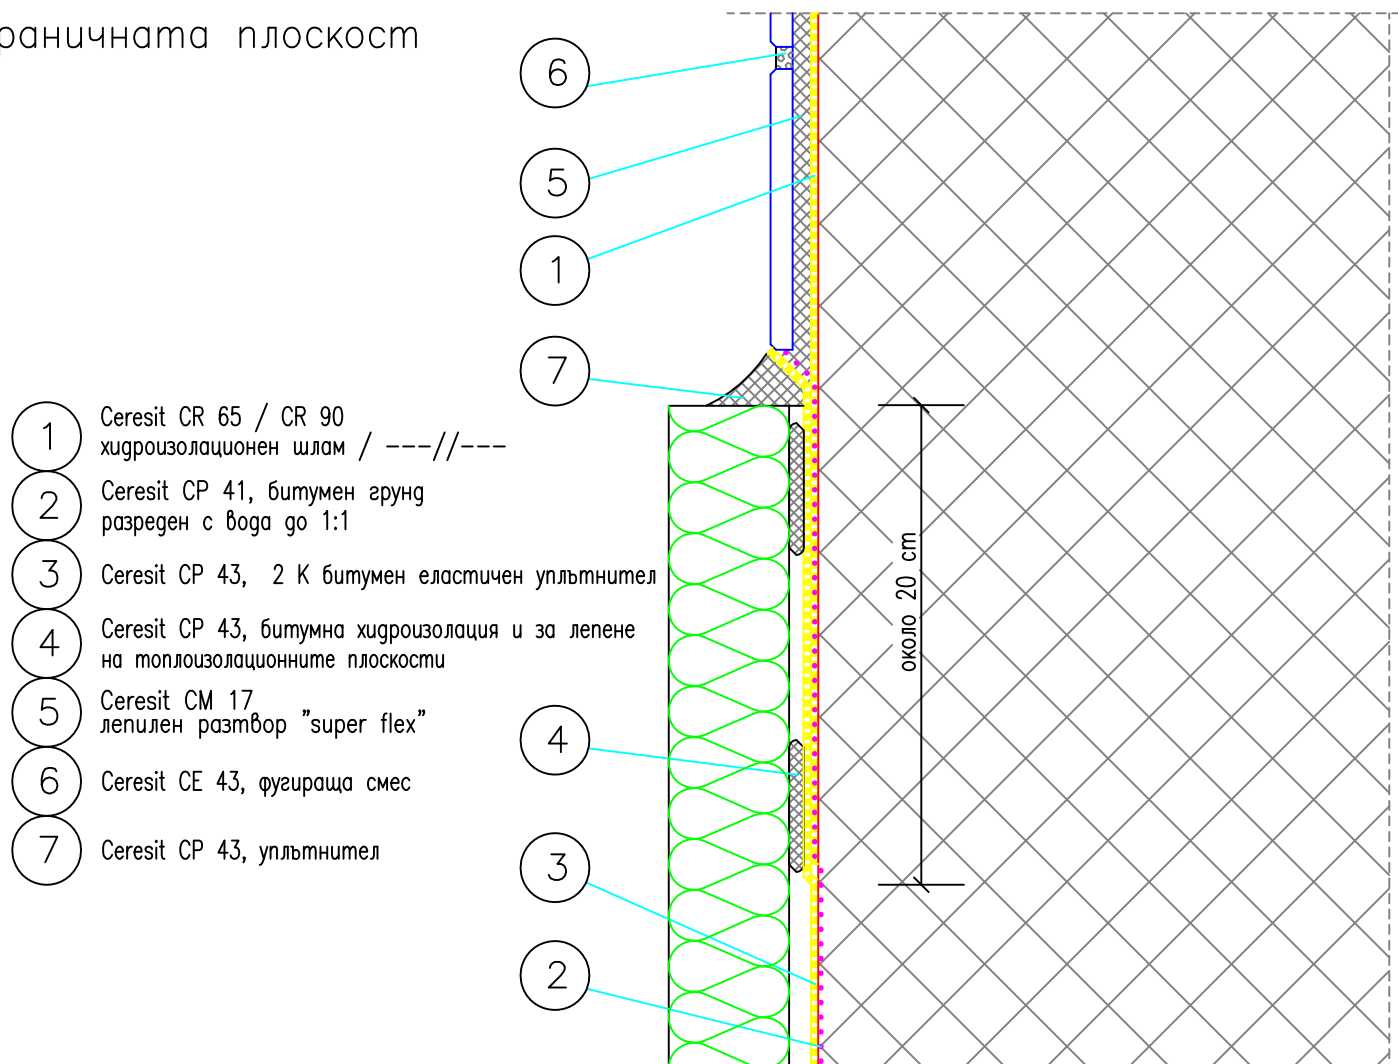 раничната плоскост
6
5
1
7
1
Ceresit CR 65 / CR 90
хидроизолационен шлам / ---//---
2
Ceresit CP 41, битумен грунд
разреден с вода до 1:1
3
Ceresit CP 43, 2 К битумен еластичен уплътнител
4
Ceresit CP 43, битумна хидроизолация и за лепене
на топлоизолационните плоскости
5
Ceresit CM 17
лепилен разтвор "super flex"
6
Ceresit CE 43, фугираща смес
7
Ceresit CP 43, уплътнител
4
3
2
около 20 cm